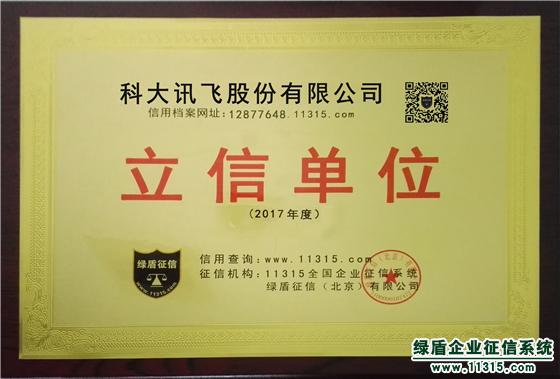 科大讯飞股份有限公司
信用档案网址:12877648.11315.com
立信单位
(2017年度)
绿盾征信
www.11315.com
信用查询:www.11315.com
征信机构:11315全国企业征信系统
绿盾征信(北京)有限公司
绿盾企业征信系统
www.11315.com